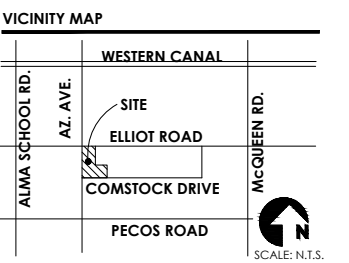 VICINITY MAP
WESTERN CANAL
ALMA SCHOOL RD.
AZ. AVE.
SITE
ELLIOT ROAD
McQUEEN RD.
COMSTOCK DRIVE
PECOS ROAD
N
SCALE: N.T.S.